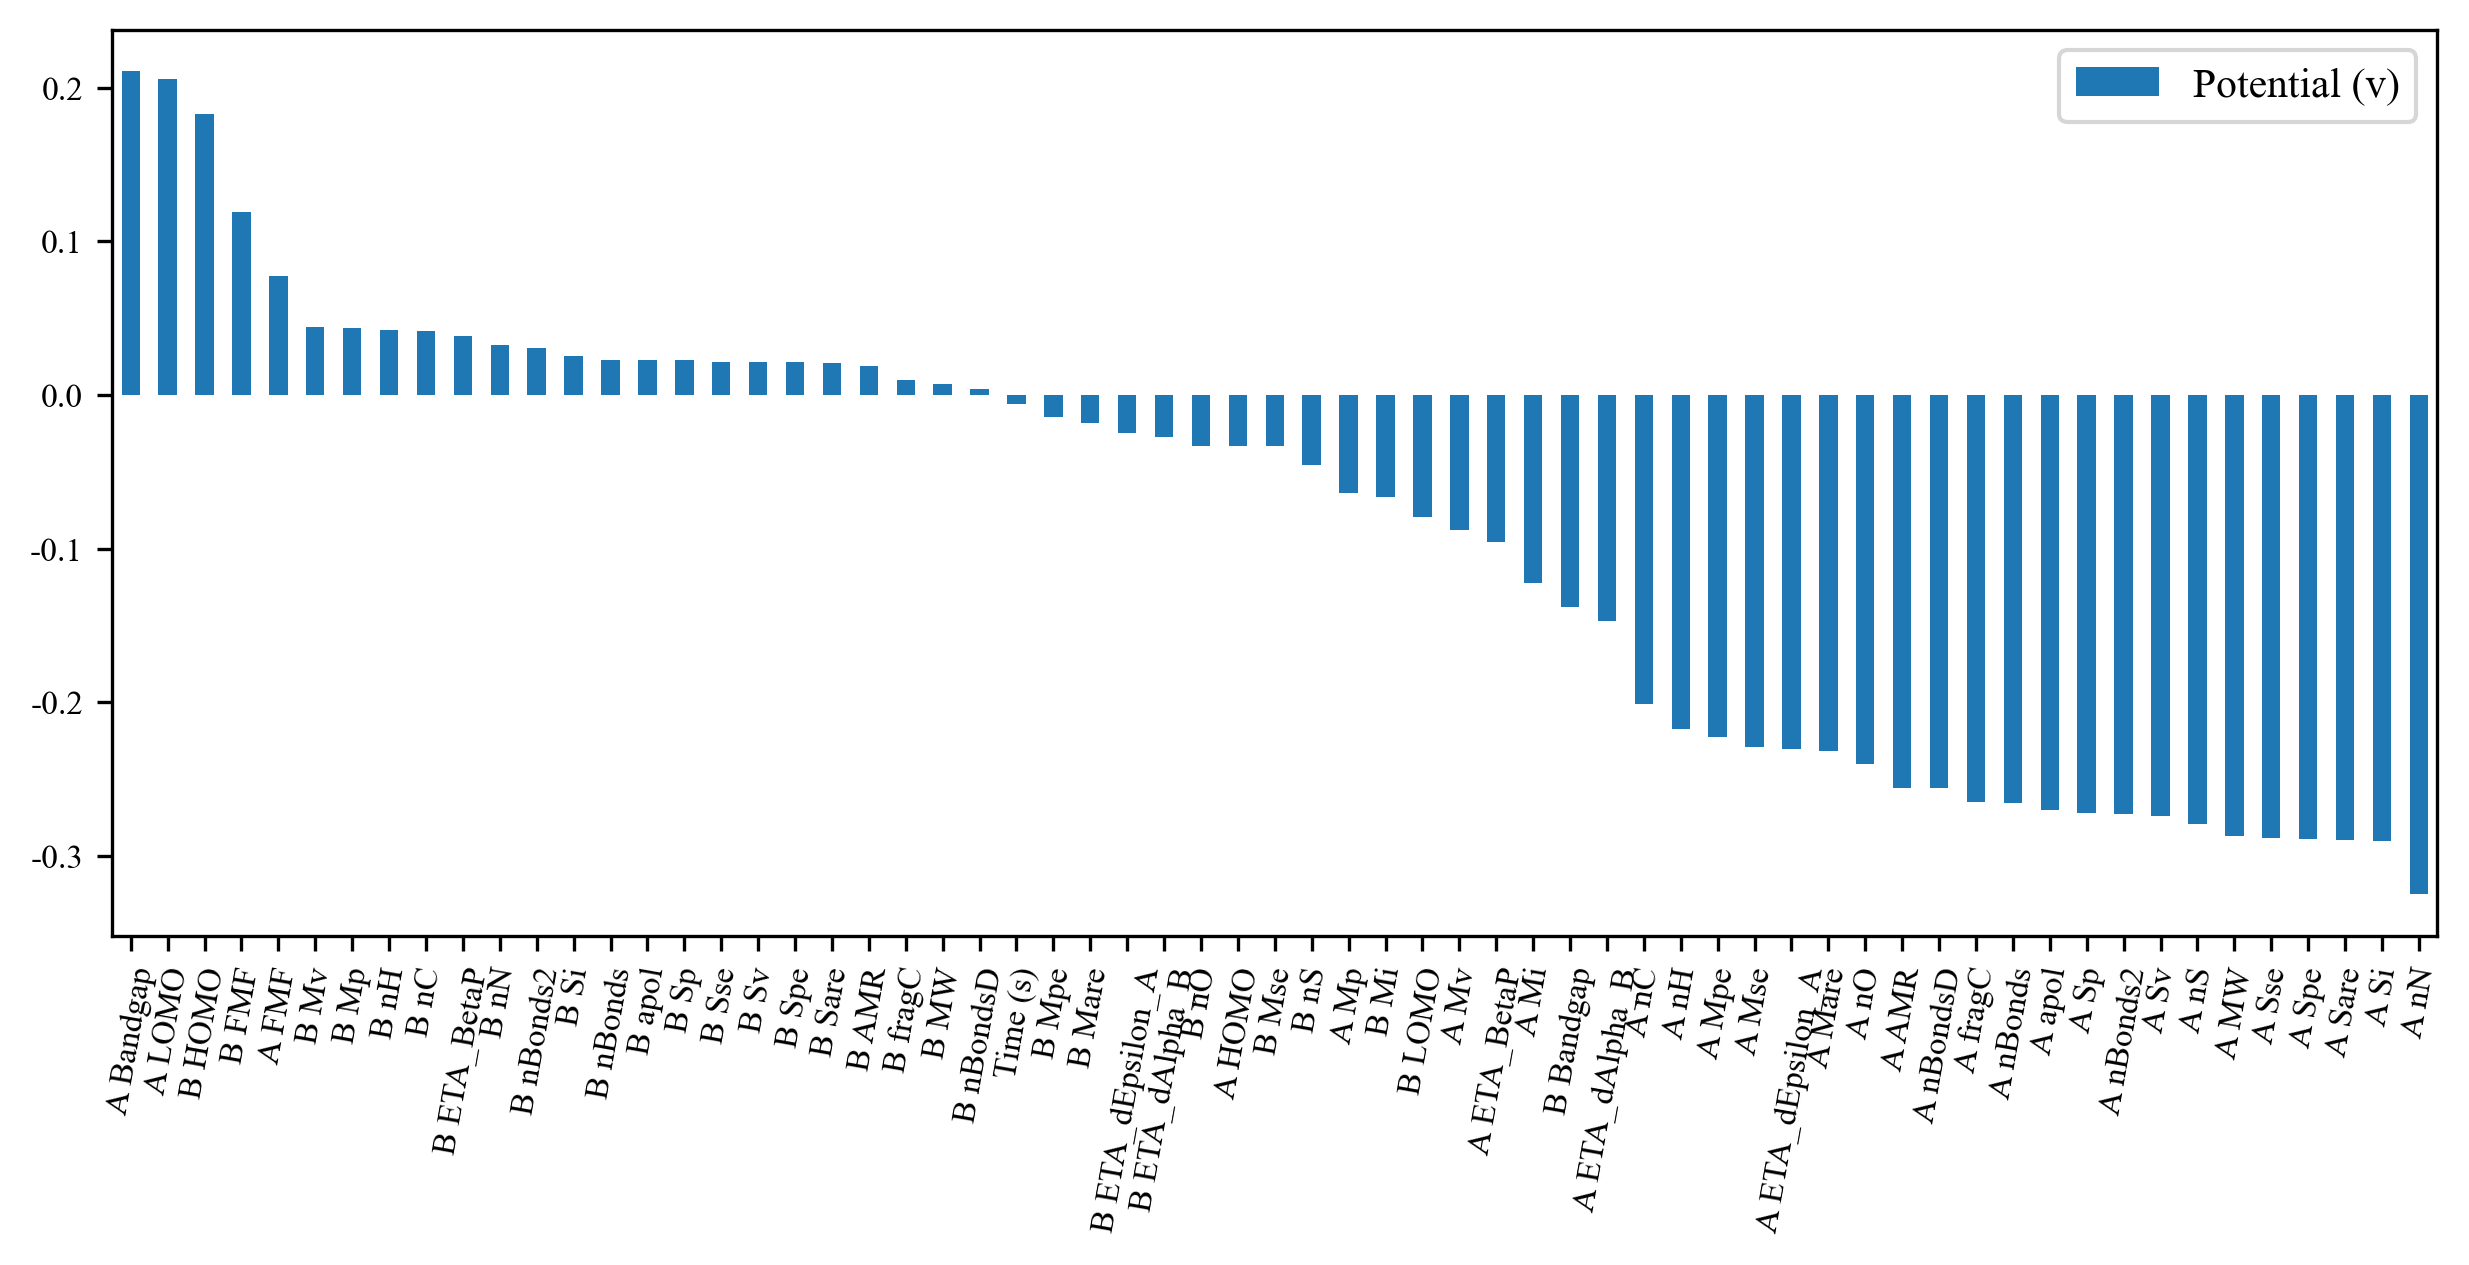 Potential (v)
0.2
0.1
0.0
-0.1
-0.2
-0.3
A Bandgap
A LOMO
B HOMO
B FMF
A FMF
B Mv
B Mp
B nH
B nC
B ETA_BetaP
B nN
B nBonds2
B Si
B nBonds
B apol
B Sp
B Sse
B Sv
B Spe
B Sare
B AMR
B fragC
B MW
B nBondsD
Time (s)
B Mpe
B Mare
B ETA_dEpsilon_A
B ETA_dAlpha_B
B nO
A HOMO
B Mse
B nS
A Mp
B Mi
B LOMO
A Mv
A ETA_BetaP
A Mi
B Bandgap
A ETA_dAlpha_B
A nC
A nH
A Mpe
A Mse
A ETA_dEpsilon_A
A Mare
A nO
A AMR
A nBondsD
A fragC
A nBonds
A apol
A Sp
A nBonds2
A Sv
A nS
A MW
A Sse
A Spe
A Sare
A Si
A nN